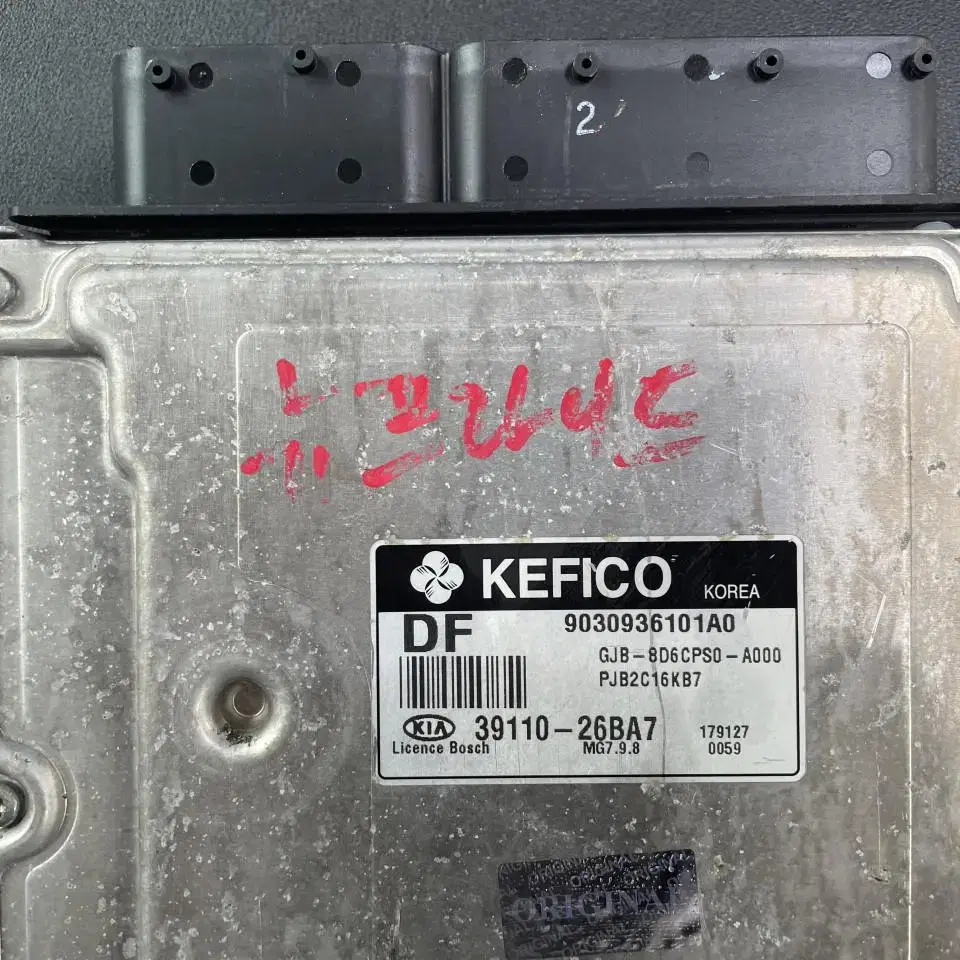 2
뉴프라이드
KEFICO KOREA
DF 9030936101A0
GJB-8D6CPS0-A000
PJB2C16KB7
KIA 39110-26BA7 179127
Licence Bosch MG7.9.8 0059
ORIGINAL